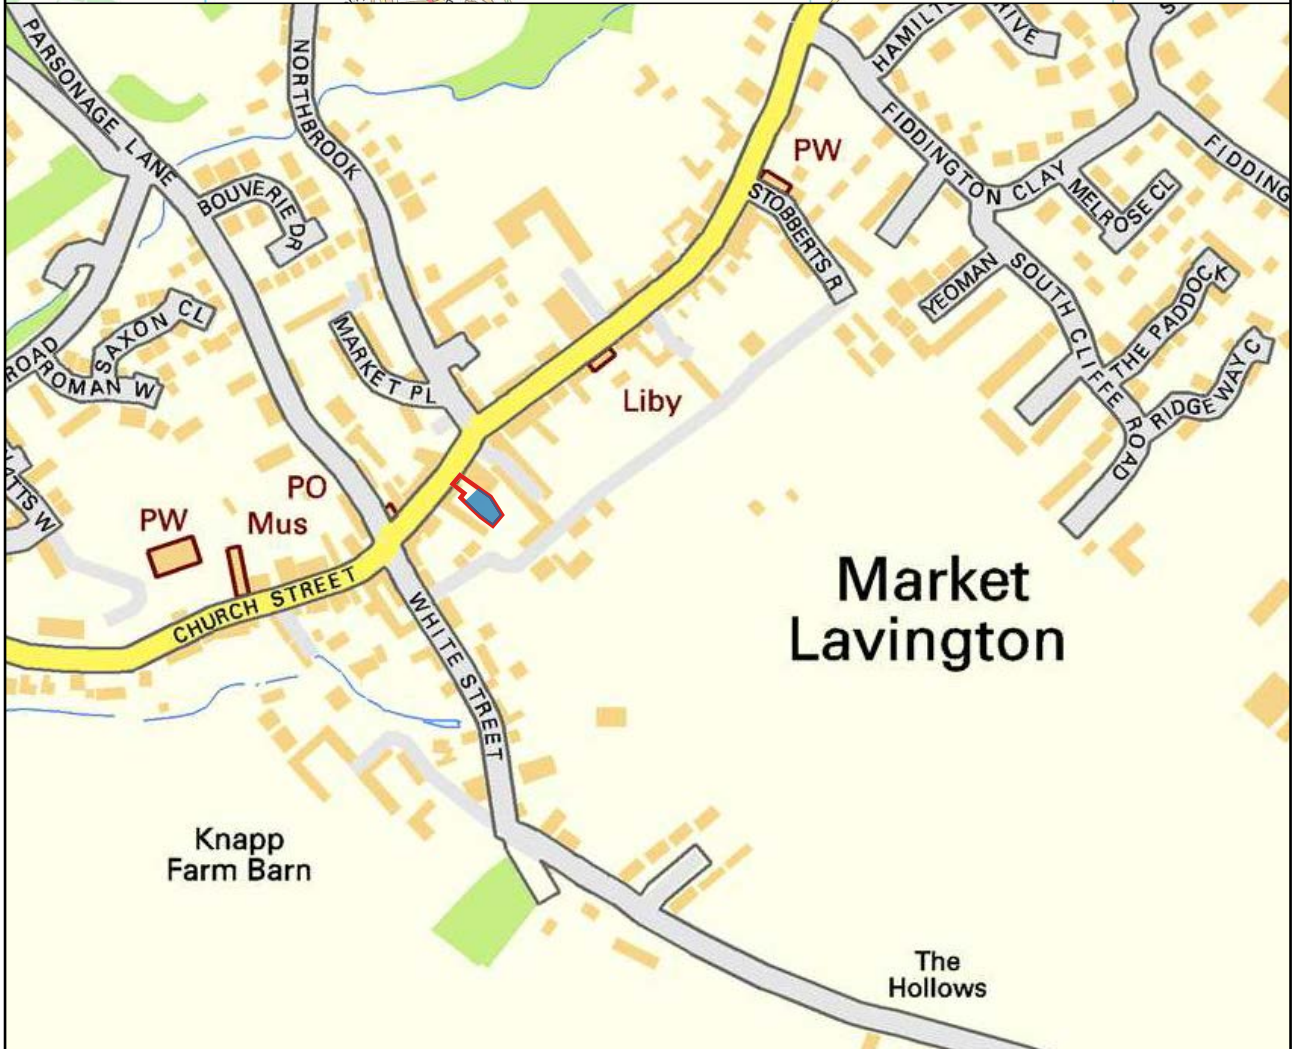 PARSONAGE LANE
NORTHBROOK
HAMILT
IVE
PW
FIDDINGTON CLAY
FIDDING
BOUVERIE DR
STOBBERTS R
MELROSE CL
YEOMAN
SOUTH CLIFFE ROAD
THE PADDOCK
RIDGEWAY C
SAXON CL
MARKET PL
ROAD
ROMAN W
Liby
PO
PW
Mus
ATTS W
CHURCH STREET
WHITE STREET
Market
Lavington
Knapp
Farm Barn
The
Hollows